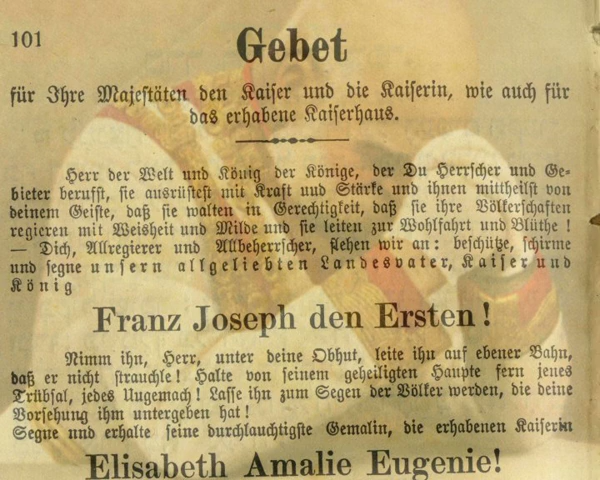 101
Gebet
für Ihre Majestäten den Kaiser und die Kaiserin, wie auch für
das erhabene Kaiserhaus.
Herr der Welt und König der Könige, der Du Herrscher und Ge-
bieter berufst, sie ausrüstest mit Kraft und Stärke und ihnen mittheilst von
deinem Geiste, daß sie walten in Gerechtigkeit, daß sie ihre Völkerschaften
regieren mit Weisheit und Milde und sie leiten zur Wohlfahrt und Blüthe!
— Dich, Allregierer und Allbeherrscher, flehen wir an: beschütze, schirme
und segne unsern allgeliebten Landesvater, Kaiser und
König
Franz Joseph den Ersten!
Nimm ihn, Herr, unter deine Obhut, leite ihn auf ebener Bahn,
daß er nicht strauchle! Halte von seinem geheiligten Haupte fern jenes
Trübsal, jedes Ungemach! Lasse ihn zum Segen der Völker werden, die deine
Vorsehung ihm untergeben hat!
Segne und erhalte seine durchlauchtigste Gemalin, die erhabenen Kaiserin
Elisabeth Amalie Eugenie!